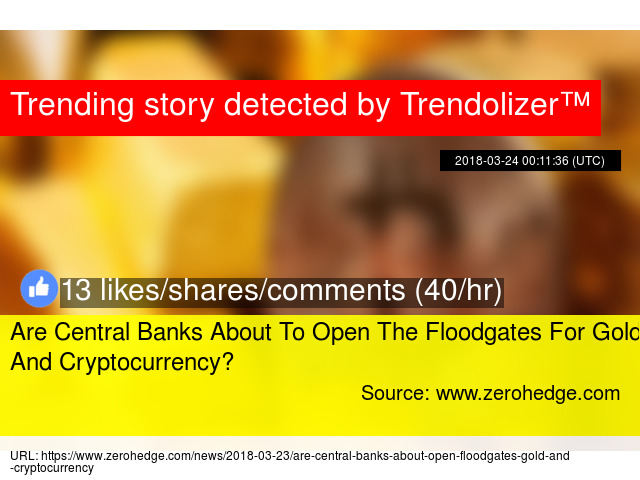 Trending story detected by Trendolizer™
2018-03-24 00:11:36 (UTC)
13 likes/shares/comments (40/hr)
Are Central Banks About To Open The Floodgates For Gold
And Cryptocurrency?
Source: www.zerohedge.com
URL: https://www.zerohedge.com/news/2018-03-23/are-central-banks-about-open-floodgates-gold-and
-cryptocurrency